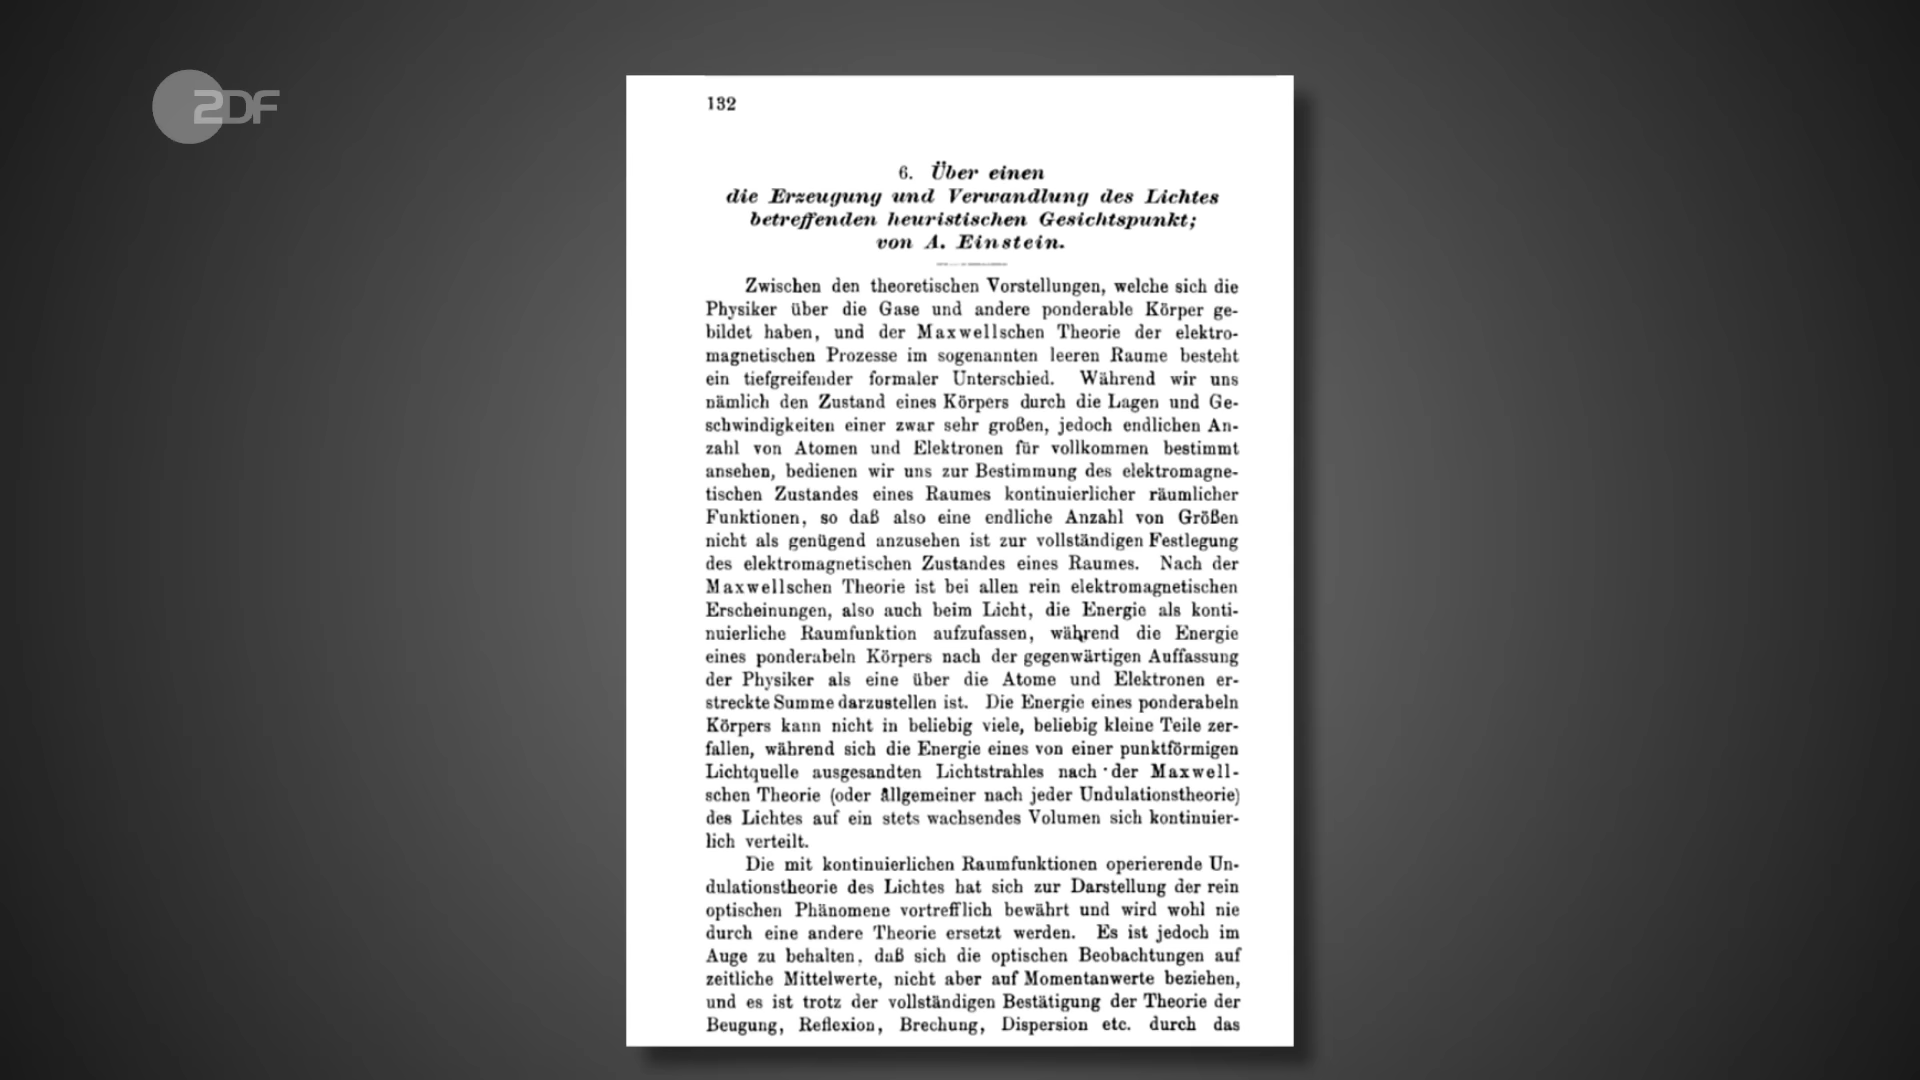 ZDF
132
6. Über einen
die Erzeugung und Verwandlung des Lichtes
betreffenden heuristischen Gesichtspunkt;
von A. Einstein.
Zwischen den theoretischen Vorstellungen, welche sich die
Physiker über die Gase und andere ponderable Körper ge-
bildet haben, und der Maxwellschen Theorie der elektro-
magnetischen Prozesse im sogenannten leeren Raume besteht
ein tiefgreifender formaler Unterschied. Während wir uns
nämlich den Zustand eines Körpers durch die Lagen und Ge-
schwindigkeiten einer zwar sehr großen, jedoch endlichen An-
zahl von Atomen und Elektronen für vollkommen bestimmt
ansehen, bedienen wir uns zur Bestimmung des elektromagne-
tischen Zustandes eines Raumes kontinuierlicher räumlicher
Funktionen, so daß also eine endliche Anzahl von Größen
nicht als genügend anzusehen ist zur vollständigen Festlegung
des elektromagnetischen Zustandes eines Raumes. Nach der
Maxwellschen Theorie ist bei allen rein elektromagnetischen
Erscheinungen, also auch beim Licht, die Energie als konti-
nuierliche Raumfunktion aufzufassen, während die Energie
eines ponderabeln Körpers nach der gegenwärtigen Auffassung
der Physiker als eine über die Atome und Elektronen er-
streckte Summe darzustellen ist. Die Energie eines ponderabeln
Körpers kann nicht in beliebig viele, beliebig kleine Teile zer-
fallen, während sich die Energie eines von einer punktförmigen
Lichtquelle ausgesandten Lichtstrahles nach der Maxwell-
schen Theorie (oder allgemeiner nach jeder Undulationstheorie)
des Lichtes auf ein stets wachsendes Volumen sich kontinuier-
lich verteilt.
Die mit kontinuierlichen Raumfunktionen operierende Un-
dulationstheorie des Lichtes hat sich zur Darstellung der rein
optischen Phänomene vortrefflich bewährt und wird wohl nie
durch eine andere Theorie ersetzt werden. Es ist jedoch im
Auge zu behalten, daß sich die optischen Beobachtungen auf
zeitliche Mittelwerte, nicht aber auf Momentanwerte beziehen,
und es ist trotz der vollständigen Bestätigung der Theorie der
Beugung, Reflexion, Brechung, Dispersion etc. durch das